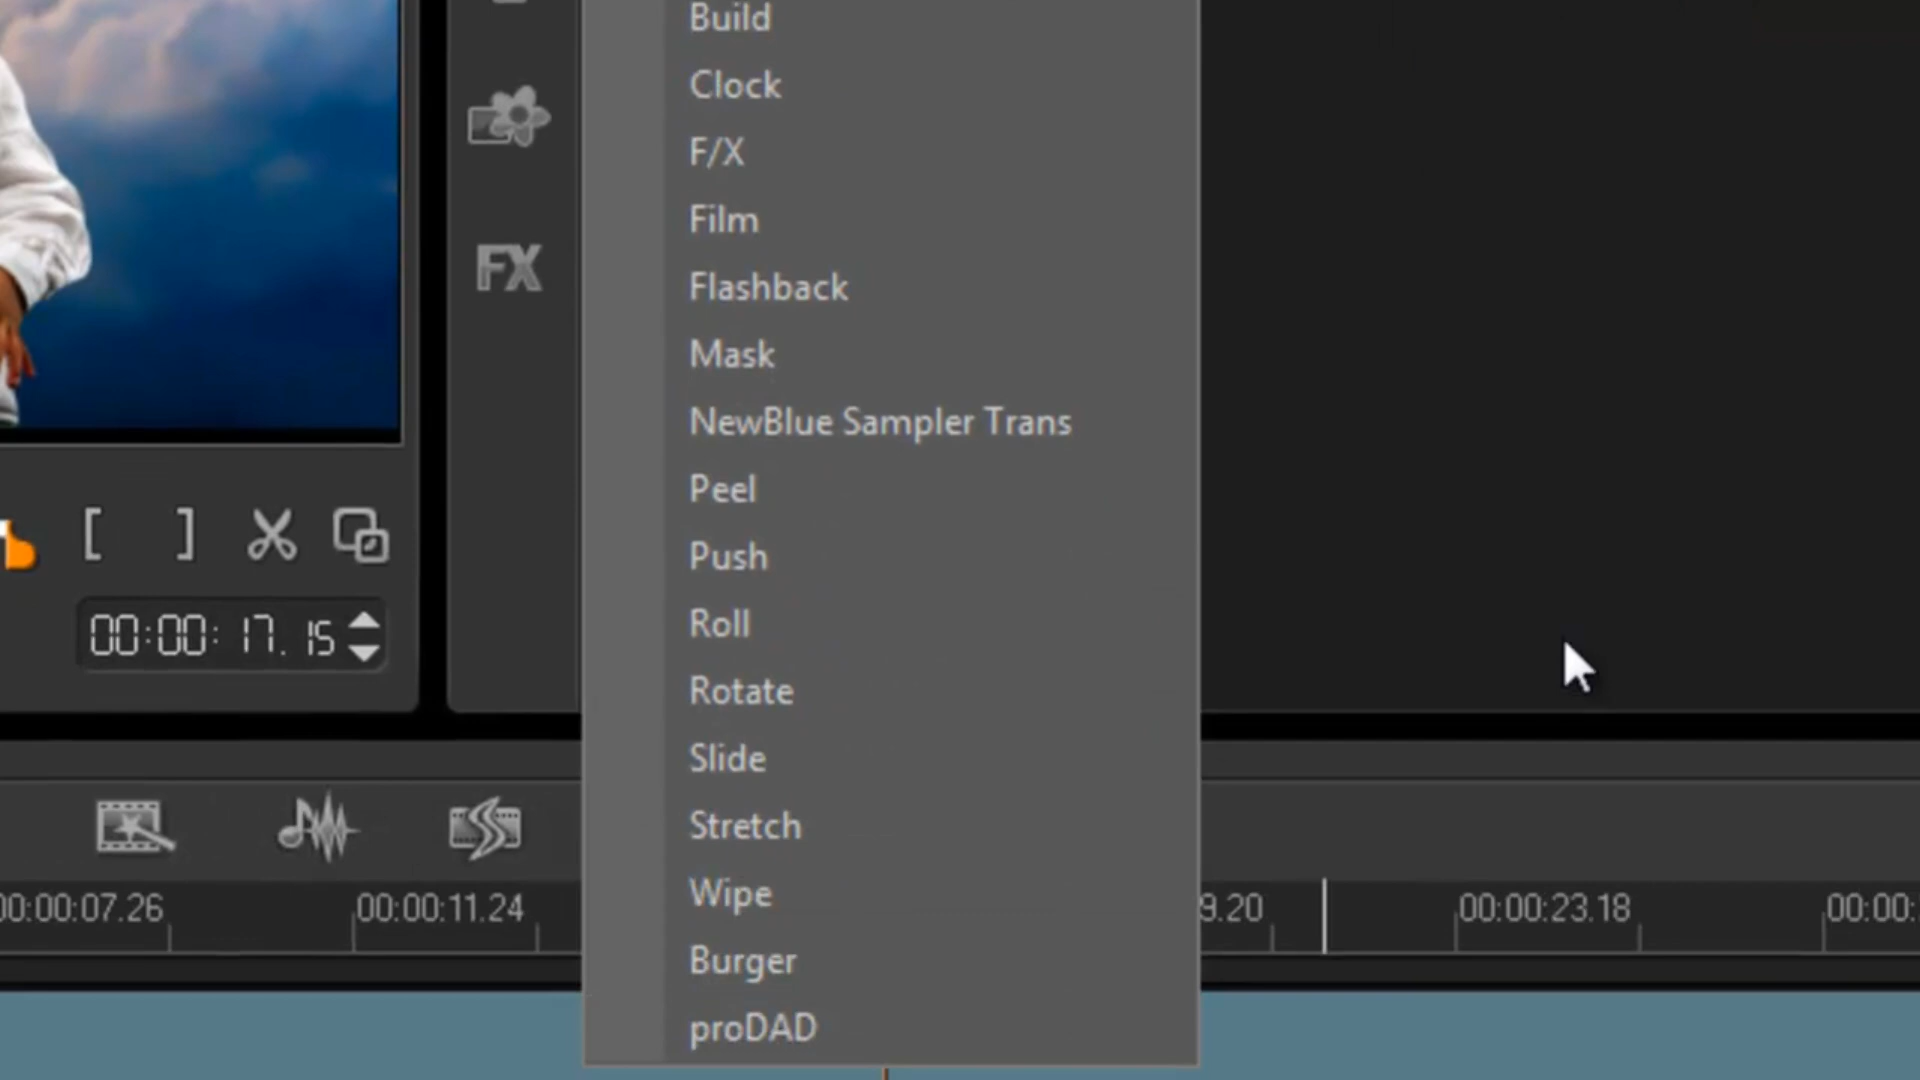 Build
Clock
F/X
Film
FX
Flashback
Mask
NewBlue Sampler Trans
Peel
[ ]
Push
00:00:17.15
Roll
Rotate
Slide
Stretch
Wipe
00:00:07.26
00:00:11.24
9.20
00:00:23.18
00:00:
Burger
proDAD